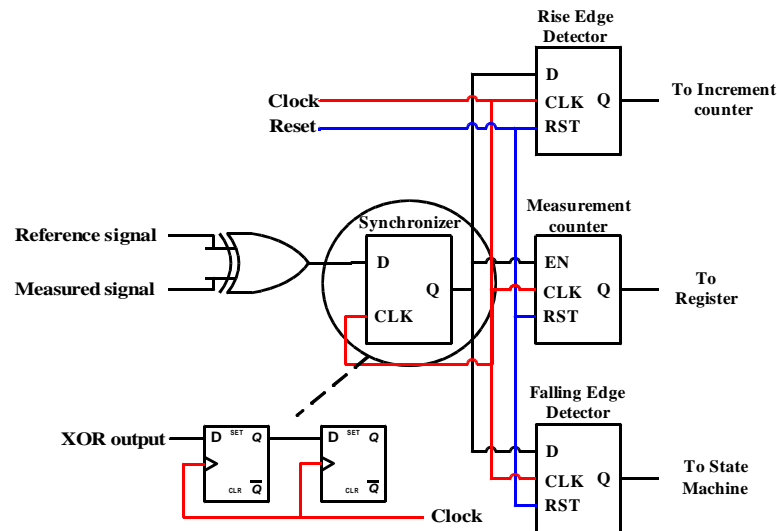 Rise Edge
Detector
D
CLK
RST
Q
To Increment
counter
Clock
Reset
Reference signal
Measured signal
Synchronizer
D
Q
CLK
Measurement
counter
EN
CLK
RST
Q
To
Register
Falling Edge
Detector
D
CLK
RST
Q
To State
Machine
XOR output
D SET Q
CLR Q
D SET Q
CLR Q
Clock